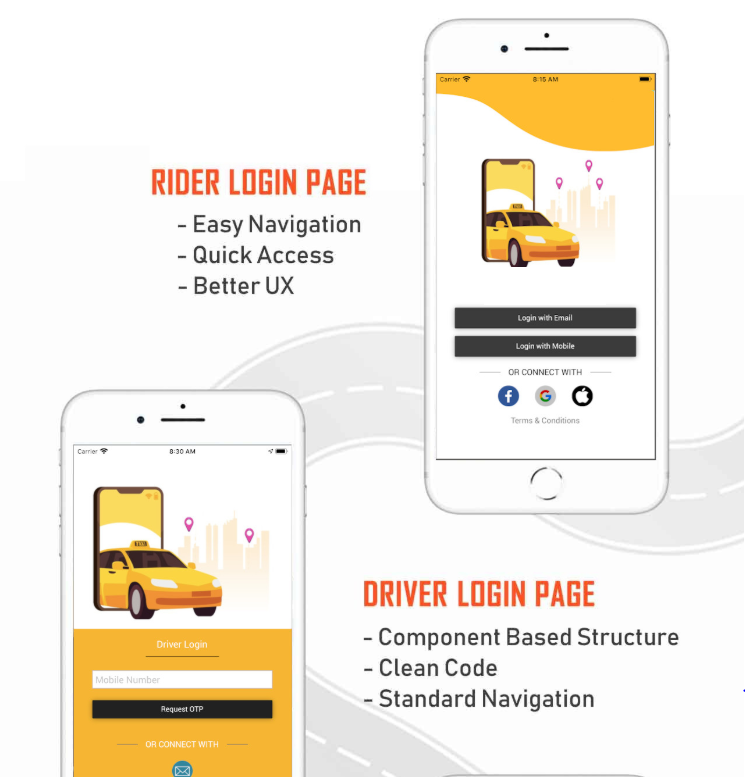 Carrier
8:15 AM
RIDER LOGIN PAGE
- Easy Navigation
- Quick Access
- Better UX
TAXI
Login with Email
Login with Mobile
OR CONNECT WITH
f G
Terms & Conditions
Carrier
8:30 AM
TAXI
Driver Login
Mobile Number
Request OTP
OR CONNECT WITH
DRIVER LOGIN PAGE
- Component Based Structure
- Clean Code
- Standard Navigation